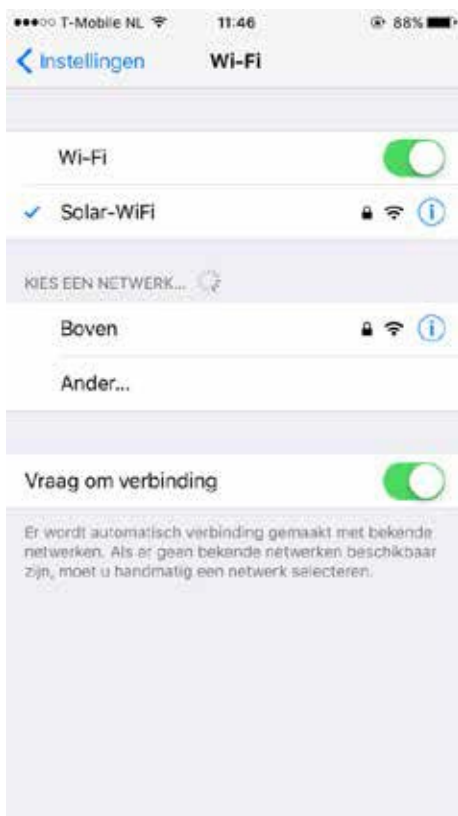 T-Mobile NL 11:46 88%
Instellingen Wi-Fi
Wi-Fi
Solar-WiFi
KIES EEN NETWERK...
Boven
Ander...
Vraag om verbinding
Er wordt automatisch verbinding gemaakt met bekende
netwerken. Als er geen bekende netwerken beschikbaar
zijn, moet u handmatig een netwerk selecteren.